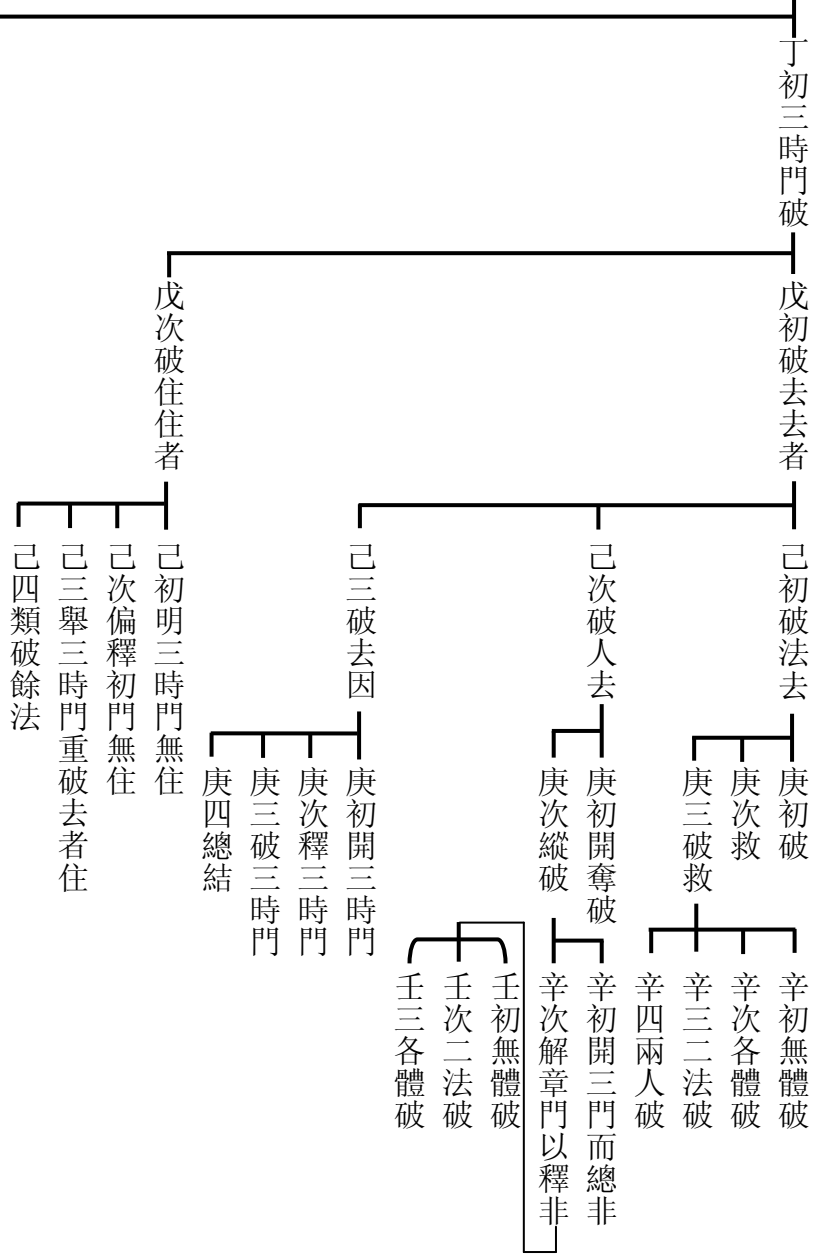 丁初三時門破
戊初破去去者
戊次破住住者
己初破法去
己次破人去
己三破去因
己初明三時門無住
己次偏釋初門無住
己三舉三時門重破去者住
己四類破餘法
庚初破
庚次救
庚三破救
庚初開奪破
庚次縱破
庚初開三時門
庚次釋三時門
庚三破三時門
庚四總結
辛初無體破
辛次各體破
辛三二法破
辛四兩人破
辛初開三門而總非
辛次解章門以釋非
壬初無體破
壬次二法破
壬三各體破